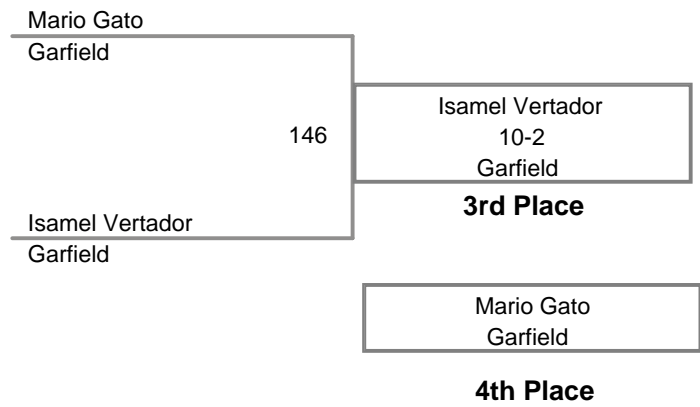 Mario Gato
Garfield
146
Isamel Vertador
10-2
Garfield
3rd Place
Isamel Vertador
Garfield
Mario Gato
Garfield
4th Place